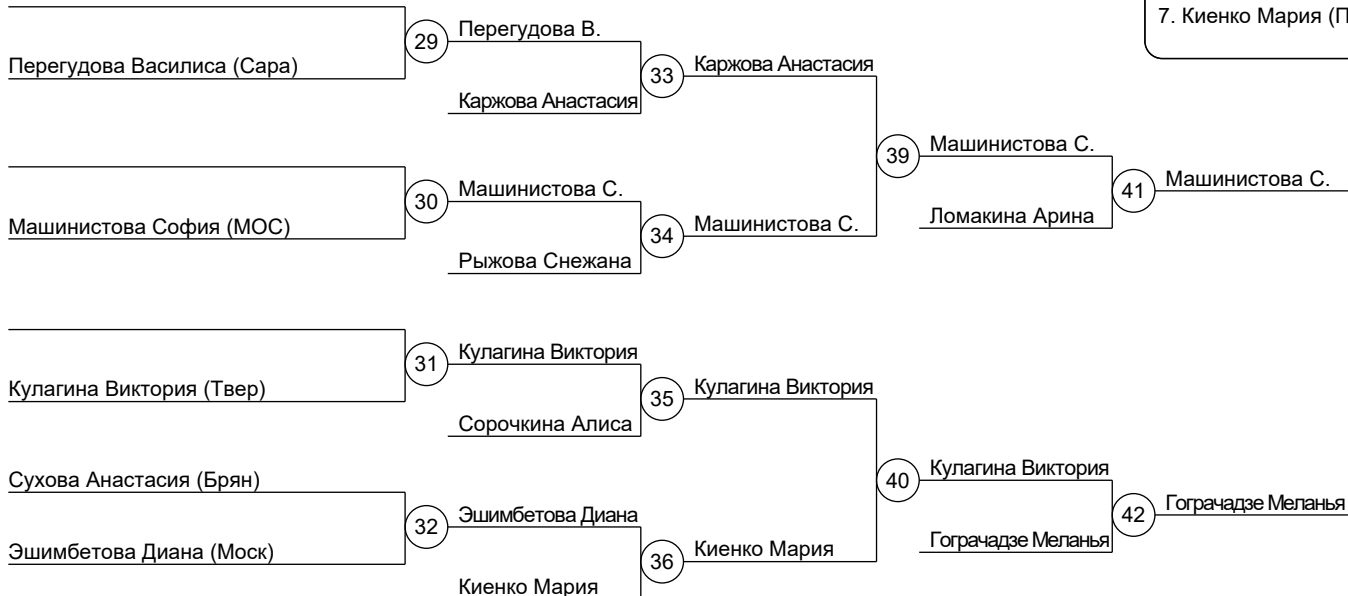 7. Киенко Мария (П
29
Перегудова В.
Перегудова Василиса (Сара)
33
Каржова Анастасия
Каржова Анастасия
39
Машинистова С.
30
Машинистова С.
41
Машинистова С.
Машинистова София (МОС)
34
Машинистова С.
Ломакина Арина
Рыжова Снежана
31
Кулагина Виктория
Кулагина Виктория (Твер)
35
Кулагина Виктория
Сорочкина Алиса
Сухова Анастасия (Брян)
40
Кулагина Виктория
32
Эшимбетова Диана
42
Гограчадзе Меланья
Эшимбетова Диана (Моск)
36
Киенко Мария
Гограчадзе Меланья
Киенко Мария